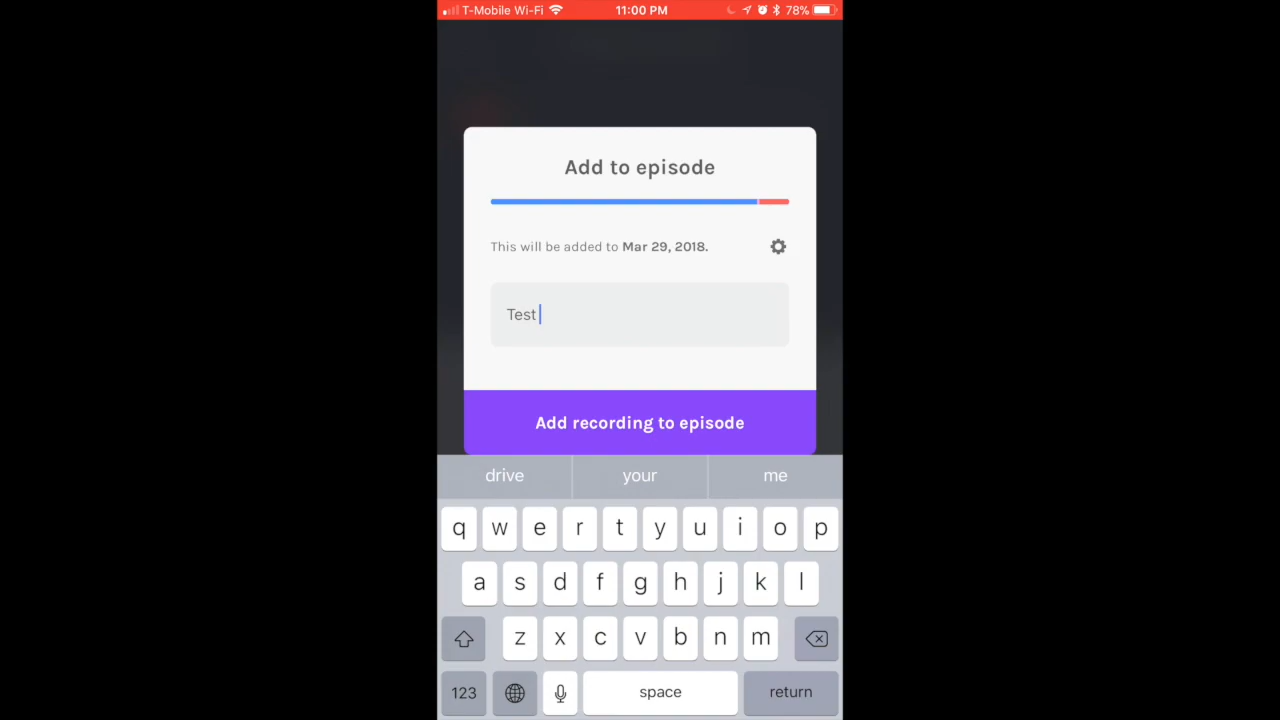 T-Mobile Wi-Fi 11:00 PM 78%
Add to episode
This will be added to Mar 29, 2018.
Test
Add recording to episode
drive your me
q w e r t y u i o p
a s d f g h j k l
z x c v b n m
123 space return